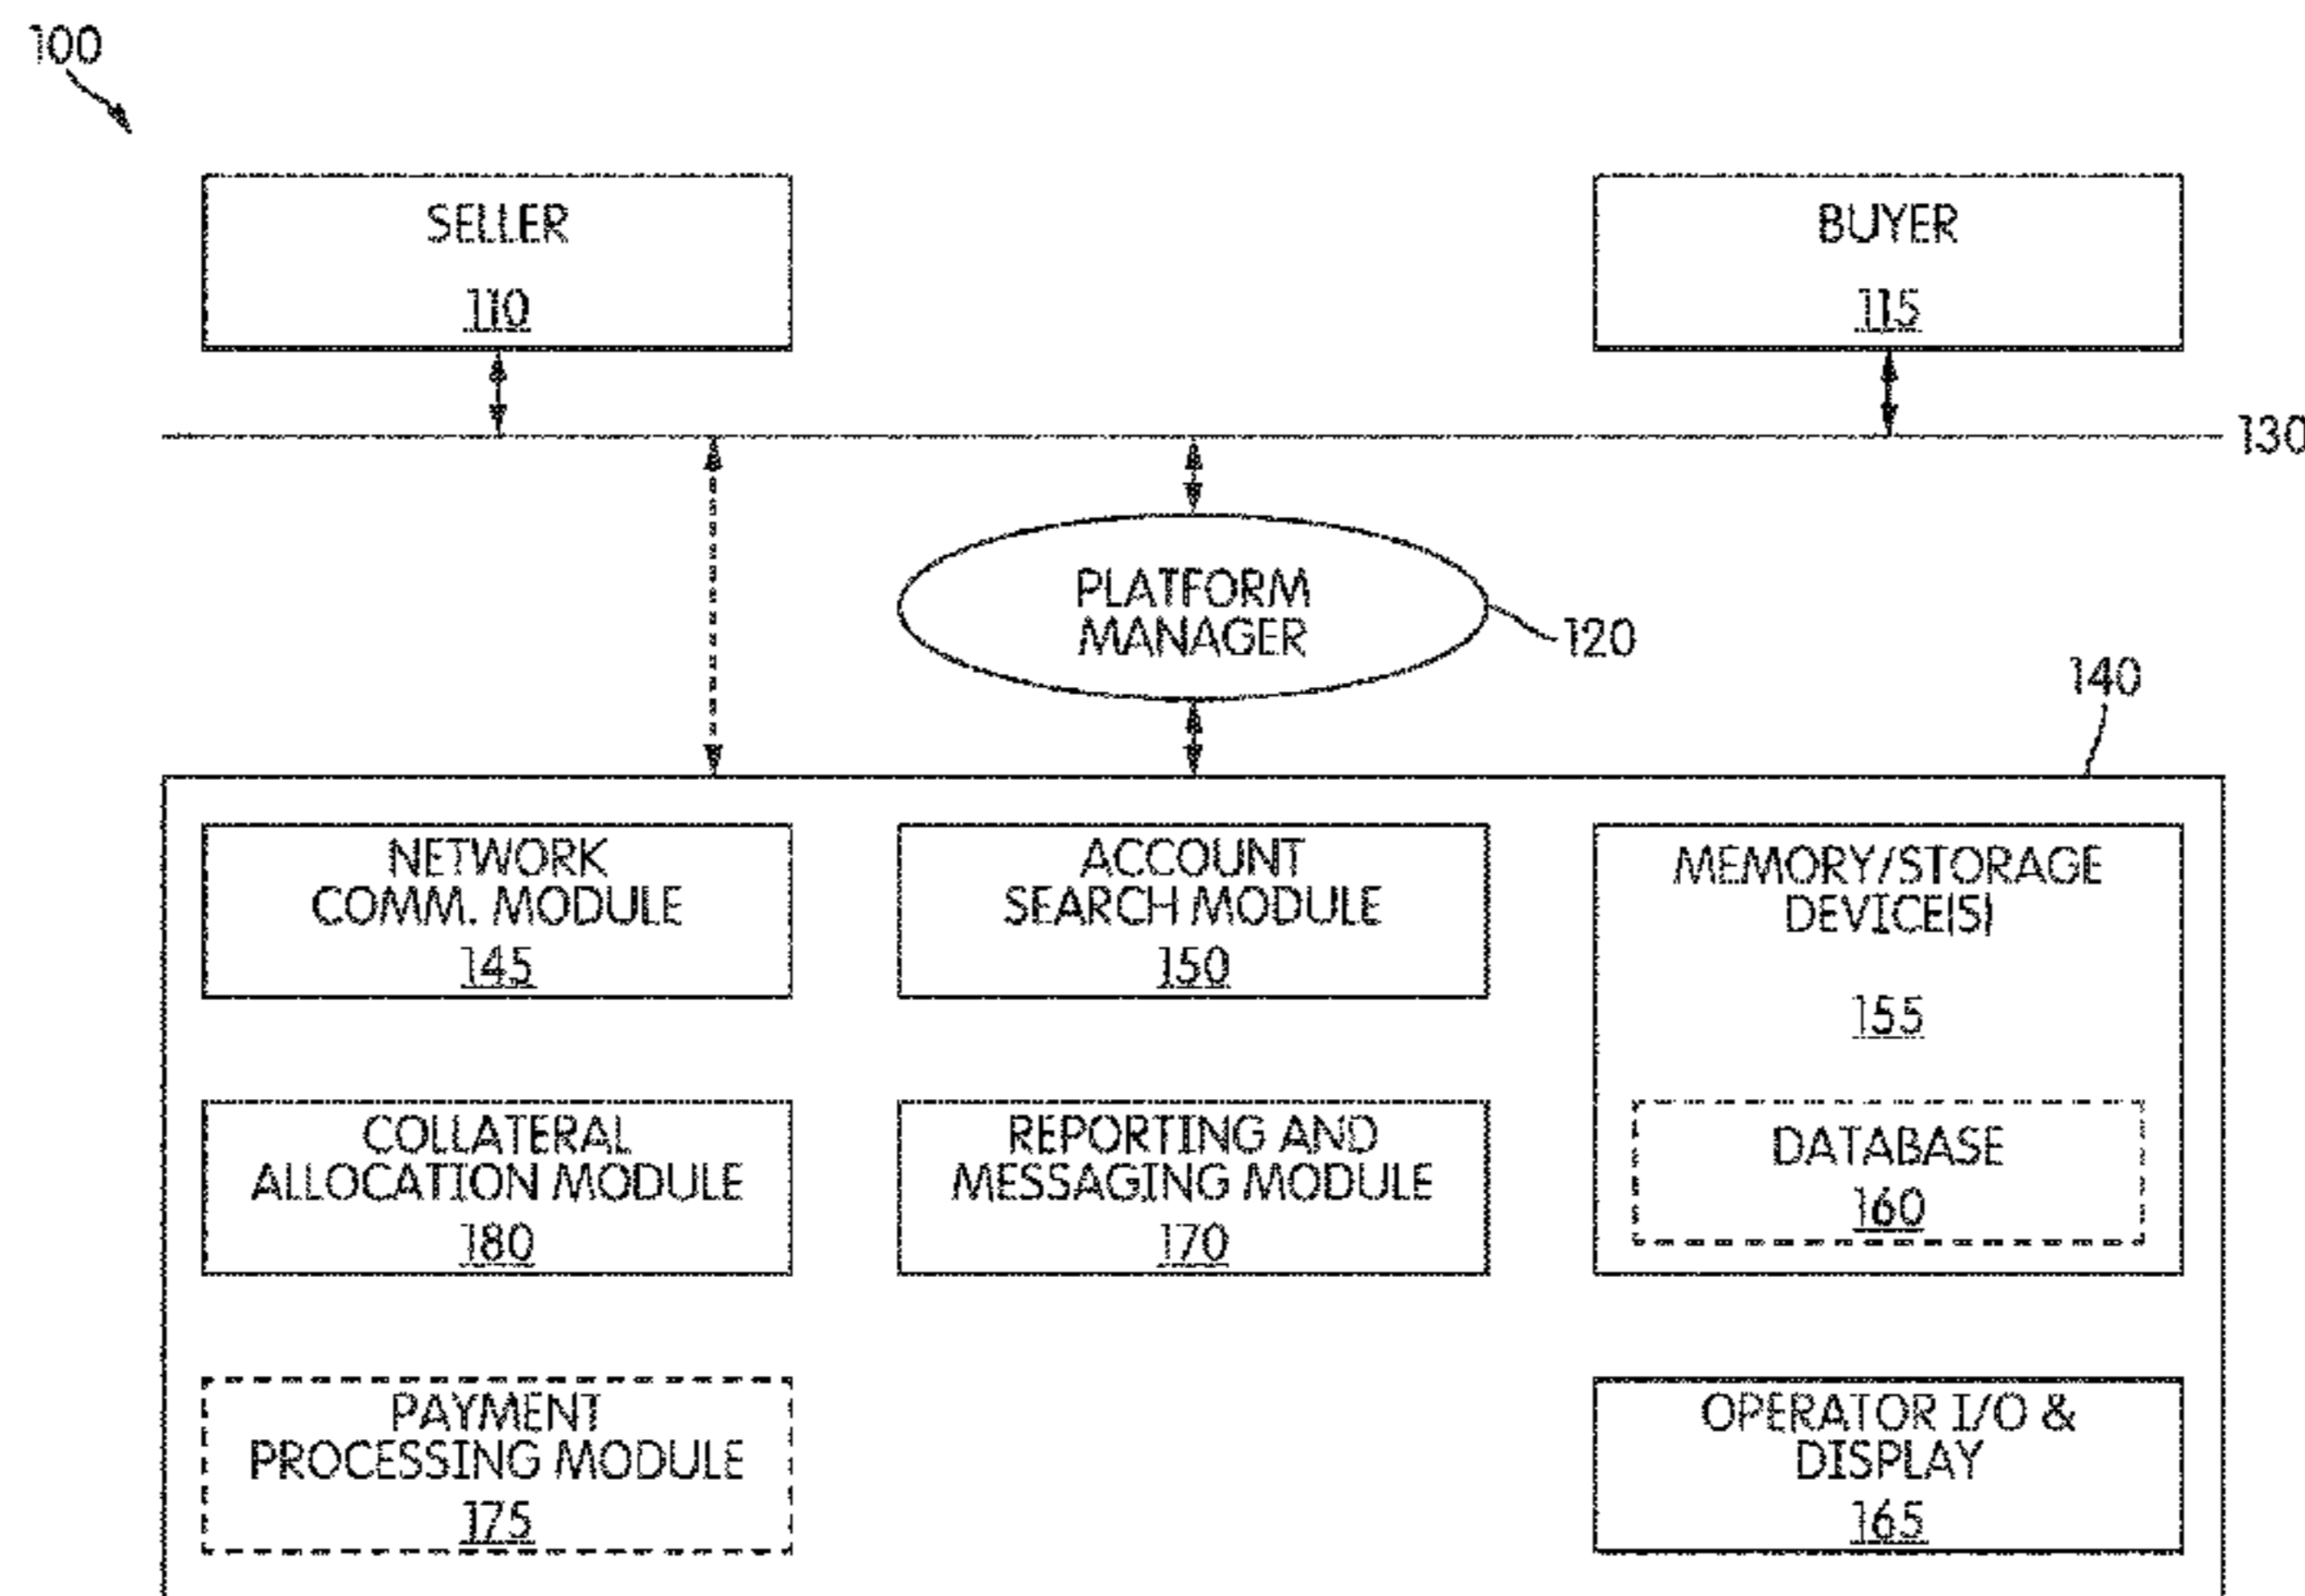 100
SELLER
110
BUYER
115
130
PLATFORM
MANAGER
120
140
NETWORK
COMM. MODULE
145
ACCOUNT
SEARCH MODULE
150
MEMORY/STORAGE
DEVICE(S)
155
COLLATERAL
ALLOCATION MODULE
180
REPORTING AND
MESSAGING MODULE
170
DATABASE
160
PAYMENT
PROCESSING MODULE
175
OPERATOR I/O &
DISPLAY
165